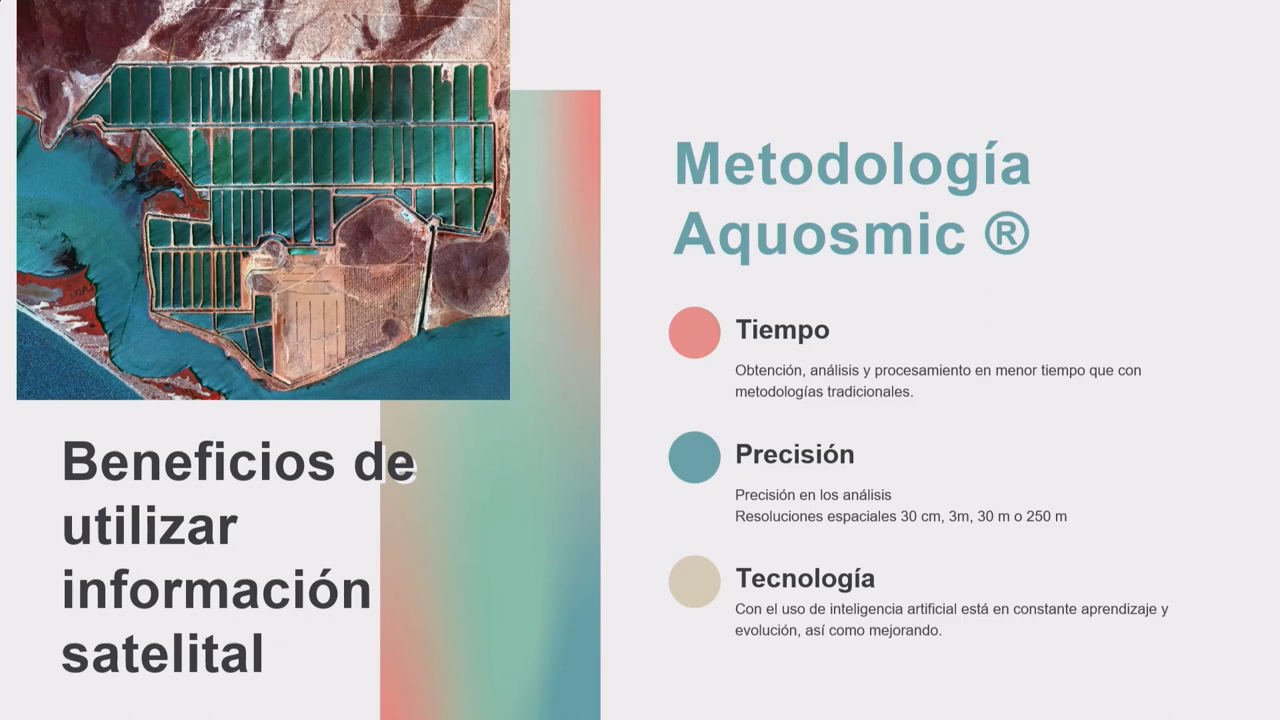 Beneficios de
utilizar
información
satelital
Metodología
Aquosmic ®
Tiempo
Obtención, análisis y procesamiento en menor tiempo que con
metodologías tradicionales.
Precisión
Precisión en los análisis
Resoluciones espaciales 30 cm, 3m, 30 m o 250 m
Tecnología
Con el uso de inteligencia artificial está en constante aprendizaje y
evolución, así como mejorando.